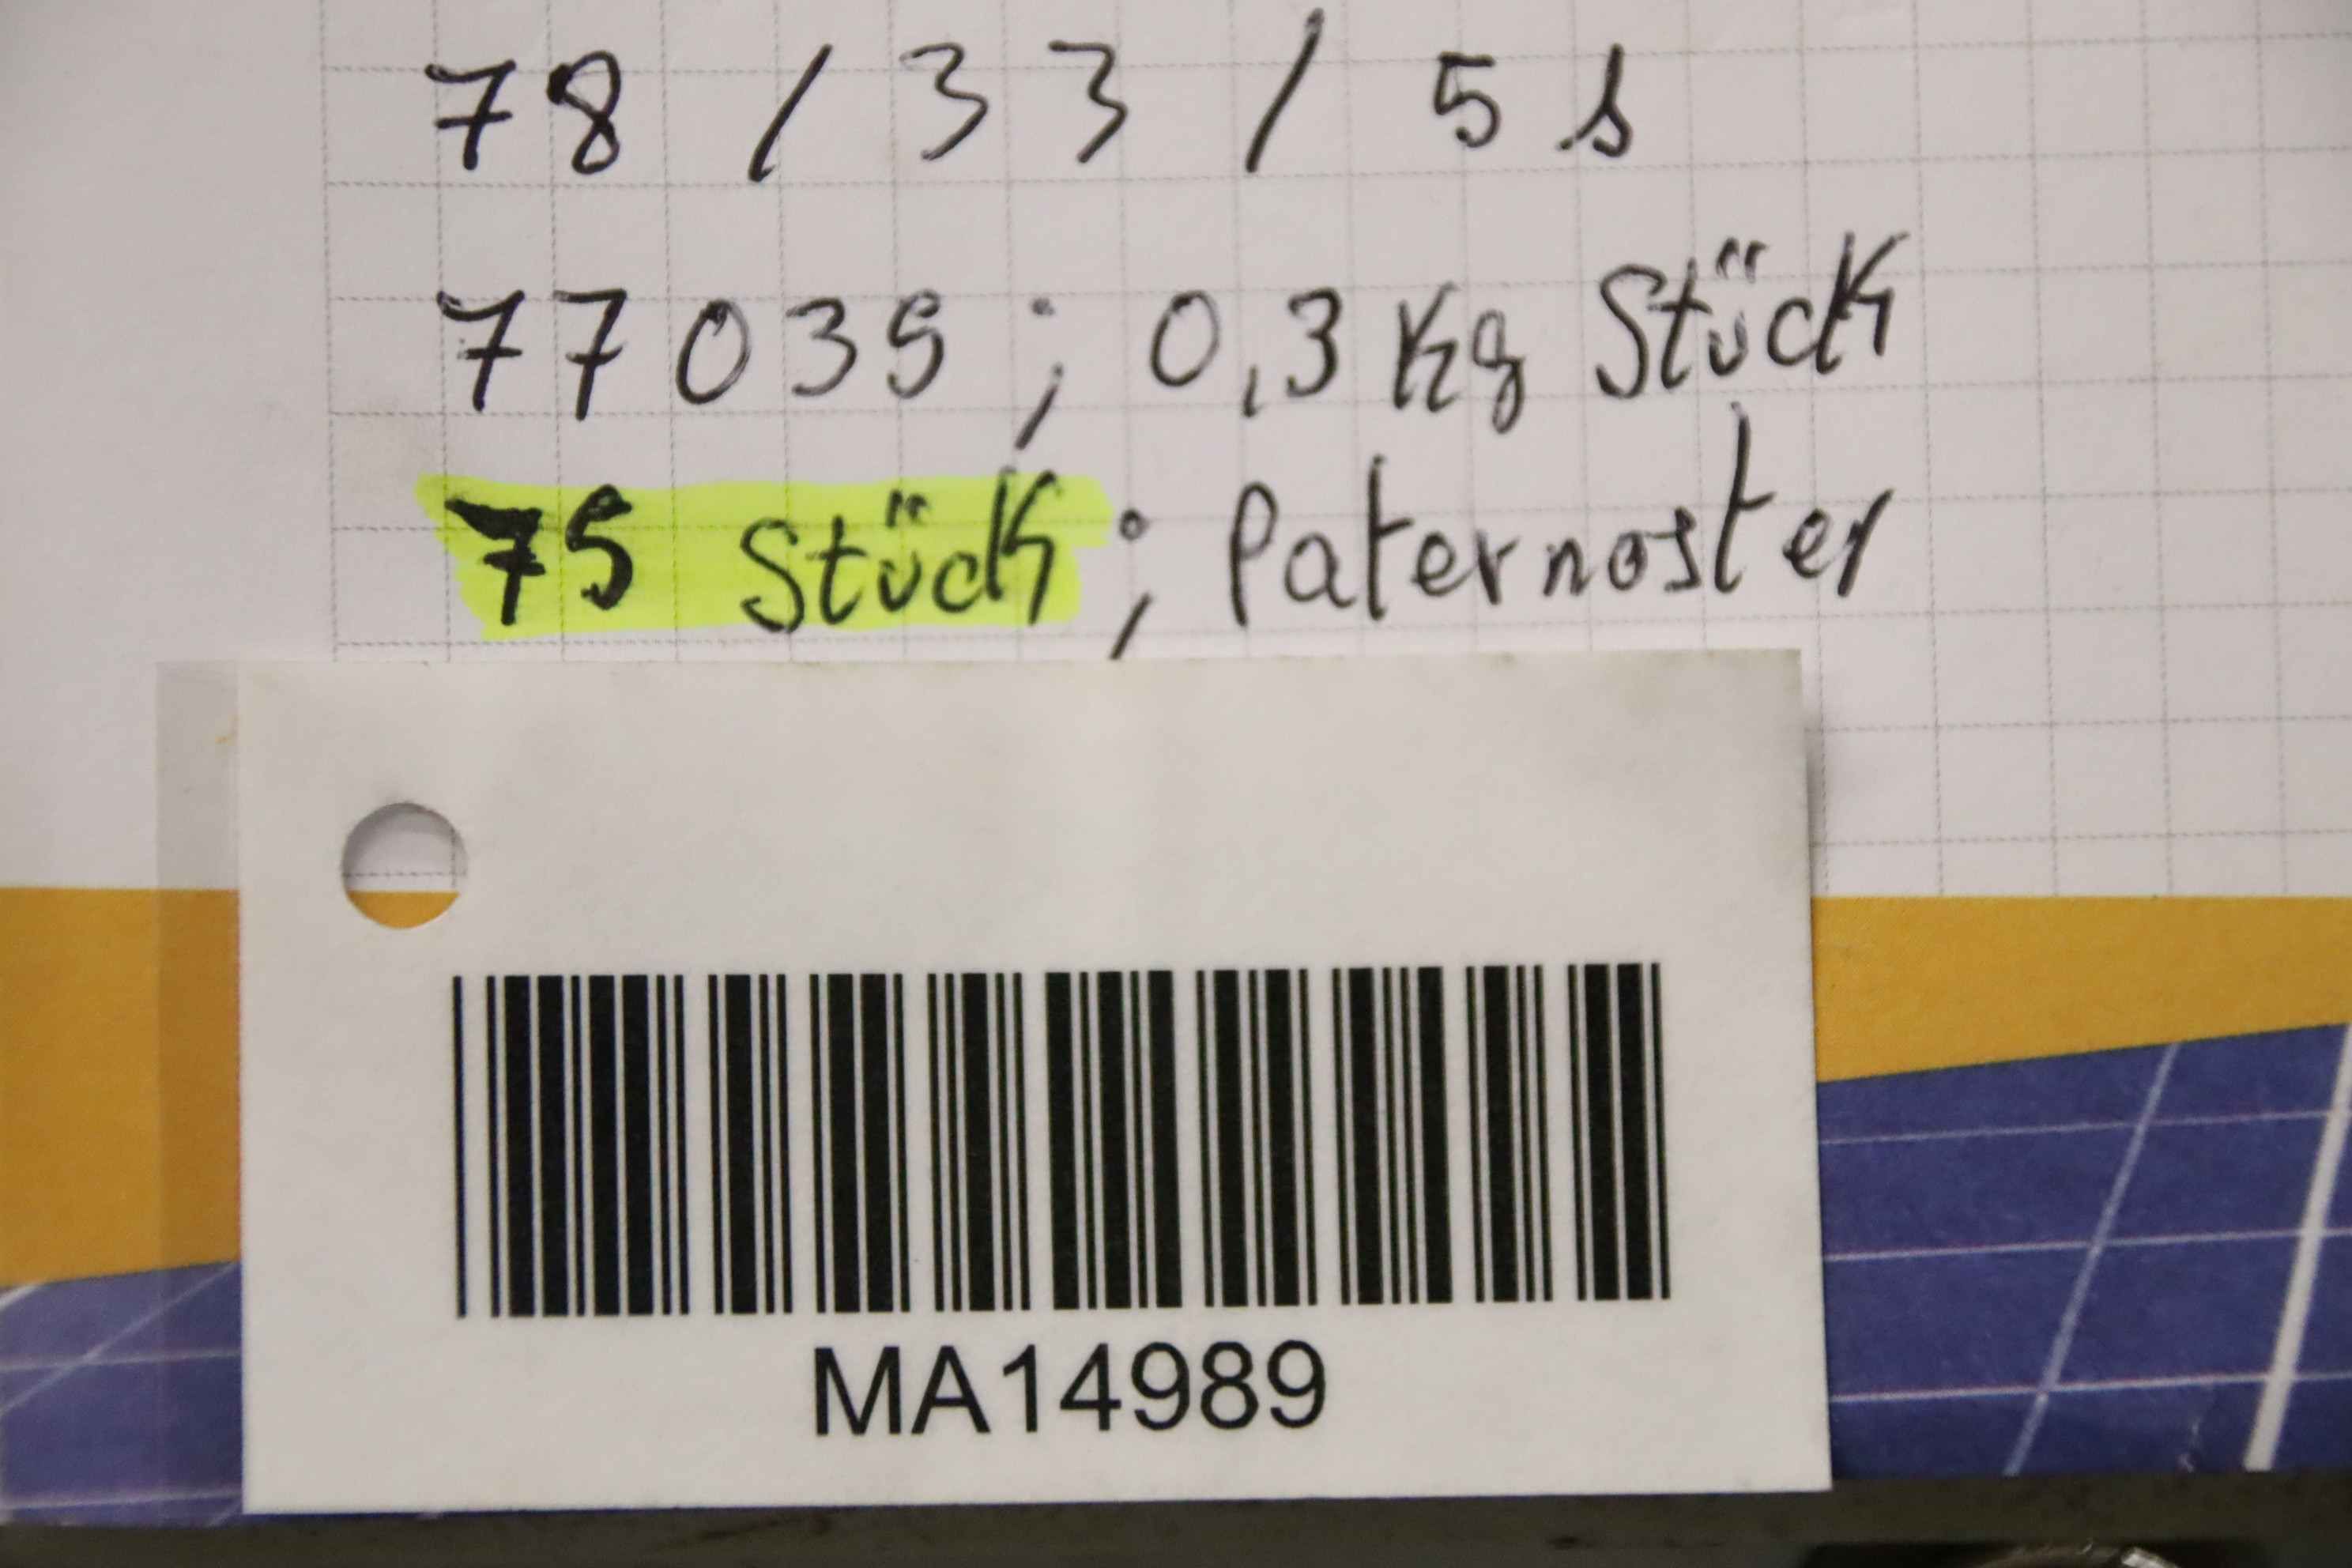 78 / 33 / 5 s
77035 ; 0,3 Kg Stück
75 Stück ; Paternoster
MA14989